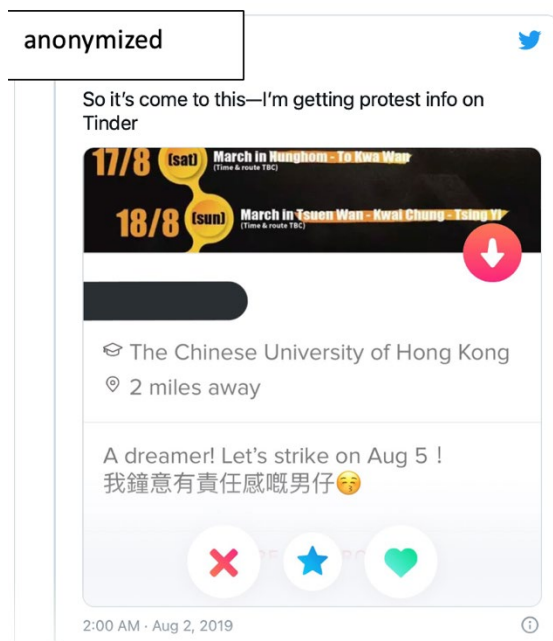 anonymized
So it's come to this—I'm getting protest info on
Tinder
17/8 (sat) March in Hunghom - To Kwa Wan
(Time & route TBC)
18/8 (sun) March in Tsuen Wan - Kwai Chung - Tsing Yi
(Time & route TBC)
The Chinese University of Hong Kong
2 miles away
A dreamer! Let's strike on Aug 5！
我鐘意有責任感嘅男仔😚
2:00 AM · Aug 2, 2019